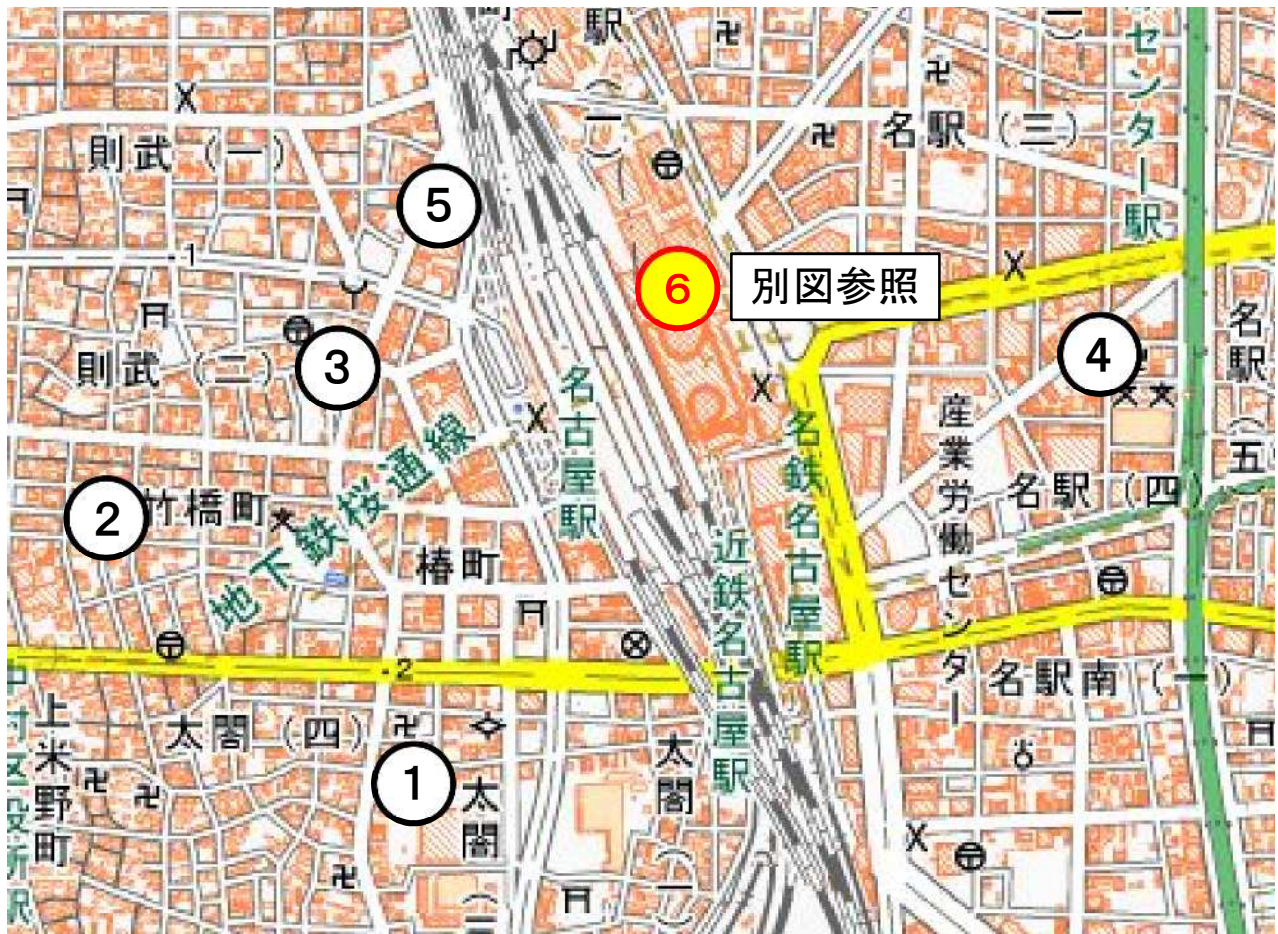 駅(一)
センター駅
則武(一)
名駅(三)
5
1
6
別図参照
則武(二)
3
4
名駅(五
名古屋駅
名鉄名古屋駅
産業労働センター
地下鉄桜通線
2
竹橋町
名駅(四)
椿町
近鉄名古屋駅
2
太閤(四)
名駅南(一)
上米野町
中村区役所駅
1
太閤
太閤(一)